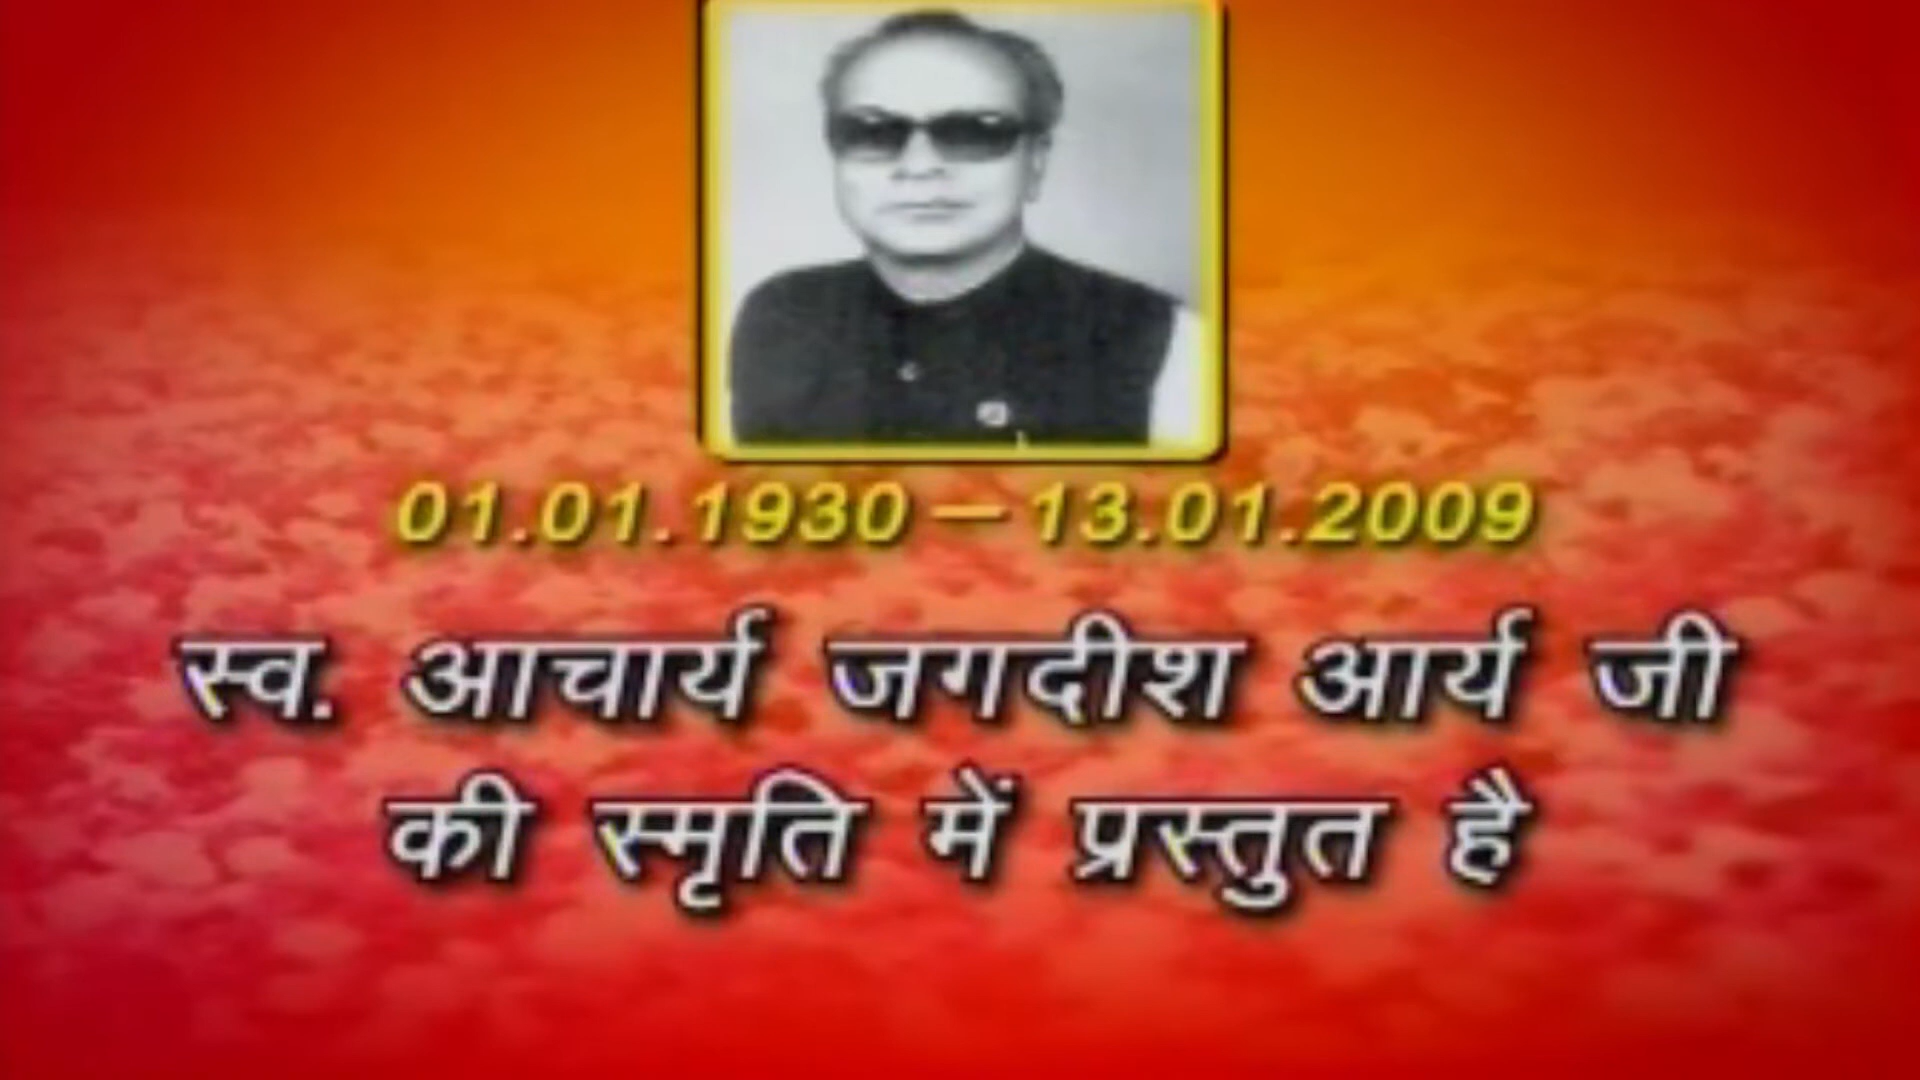 01.01.1930 – 13.01.2009
स्व. आचार्य जगदीश आर्य जी
की स्मृति में प्रस्तुत है